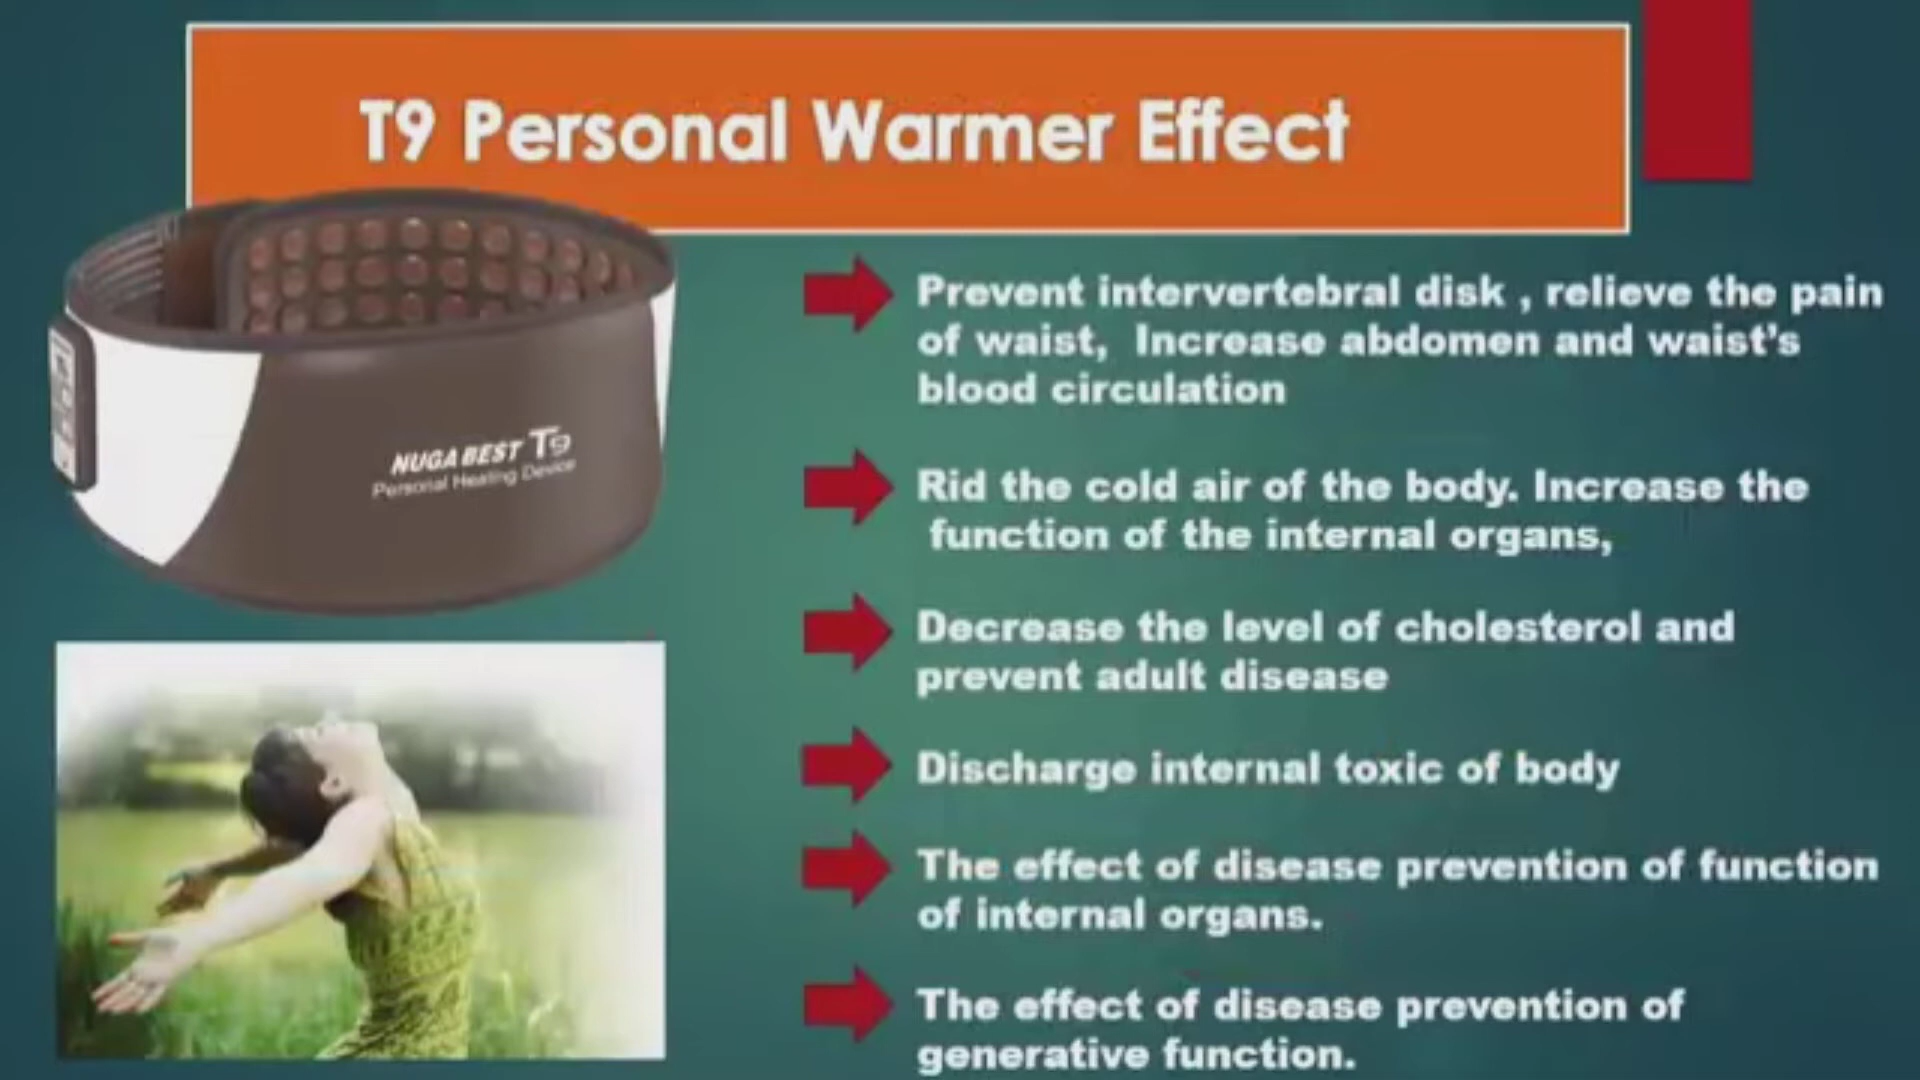 T9 Personal Warmer Effect
NUGA BEST T9
Personal Heating Device
Prevent intervertebral disk , relieve the pain
of waist, Increase abdomen and waist's
blood circulation
Rid the cold air of the body. Increase the
function of the internal organs,
Decrease the level of cholesterol and
prevent adult disease
Discharge internal toxic of body
The effect of disease prevention of function
of internal organs.
The effect of disease prevention of
generative function.